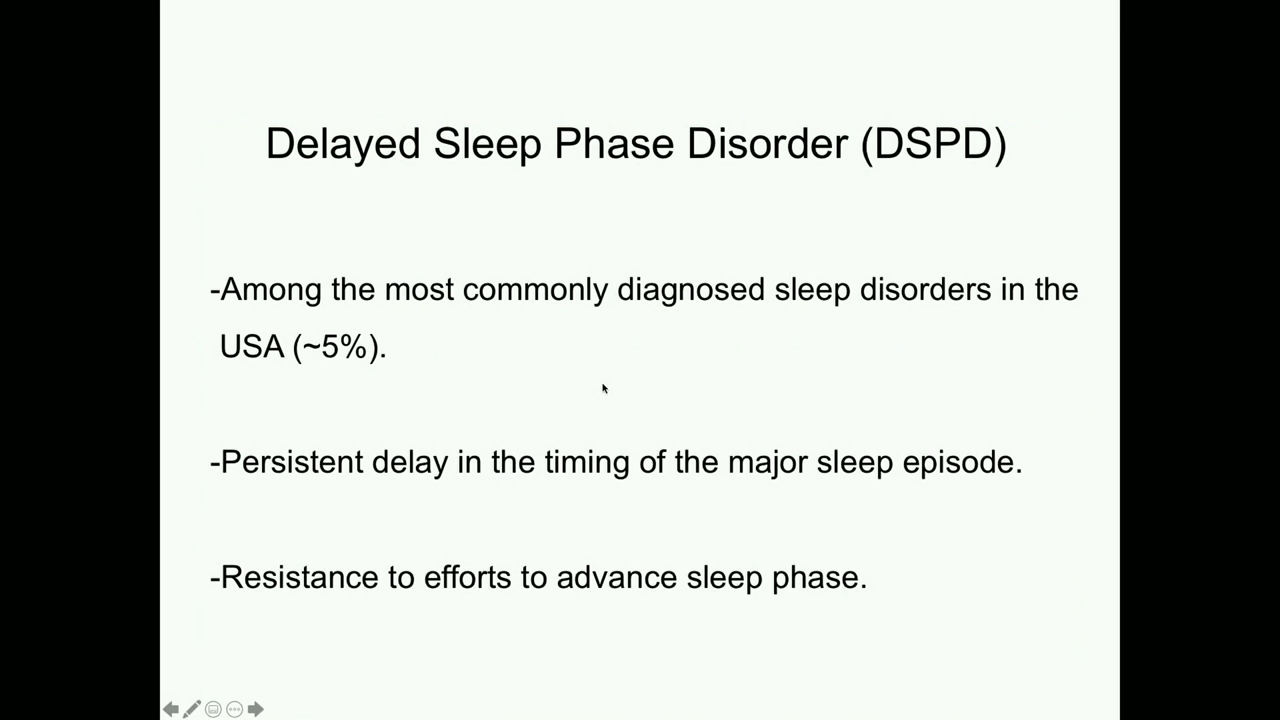 Delayed Sleep Phase Disorder (DSPD)
-Among the most commonly diagnosed sleep disorders in the
USA (~5%).
-Persistent delay in the timing of the major sleep episode.
-Resistance to efforts to advance sleep phase.